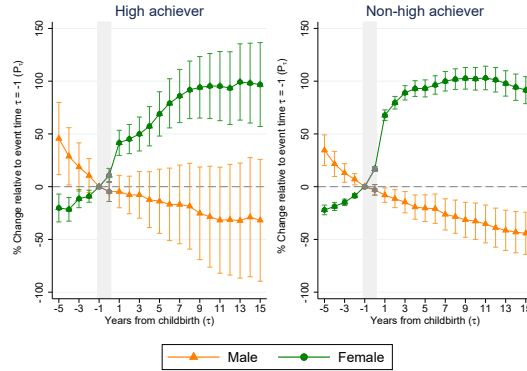 High achiever
Non-high achiever
% Change relative to event time τ = -1 (Pτ)
150
100
50
0
-50
-100
-5 -3 -1 1 3 5 7 9 11 13 15
Years from childbirth (τ)
% Change relative to event time τ = -1 (Pτ)
150
100
50
0
-50
-100
-5 -3 -1 1 3 5 7 9 11 13 15
Years from childbirth (τ)
Male Female